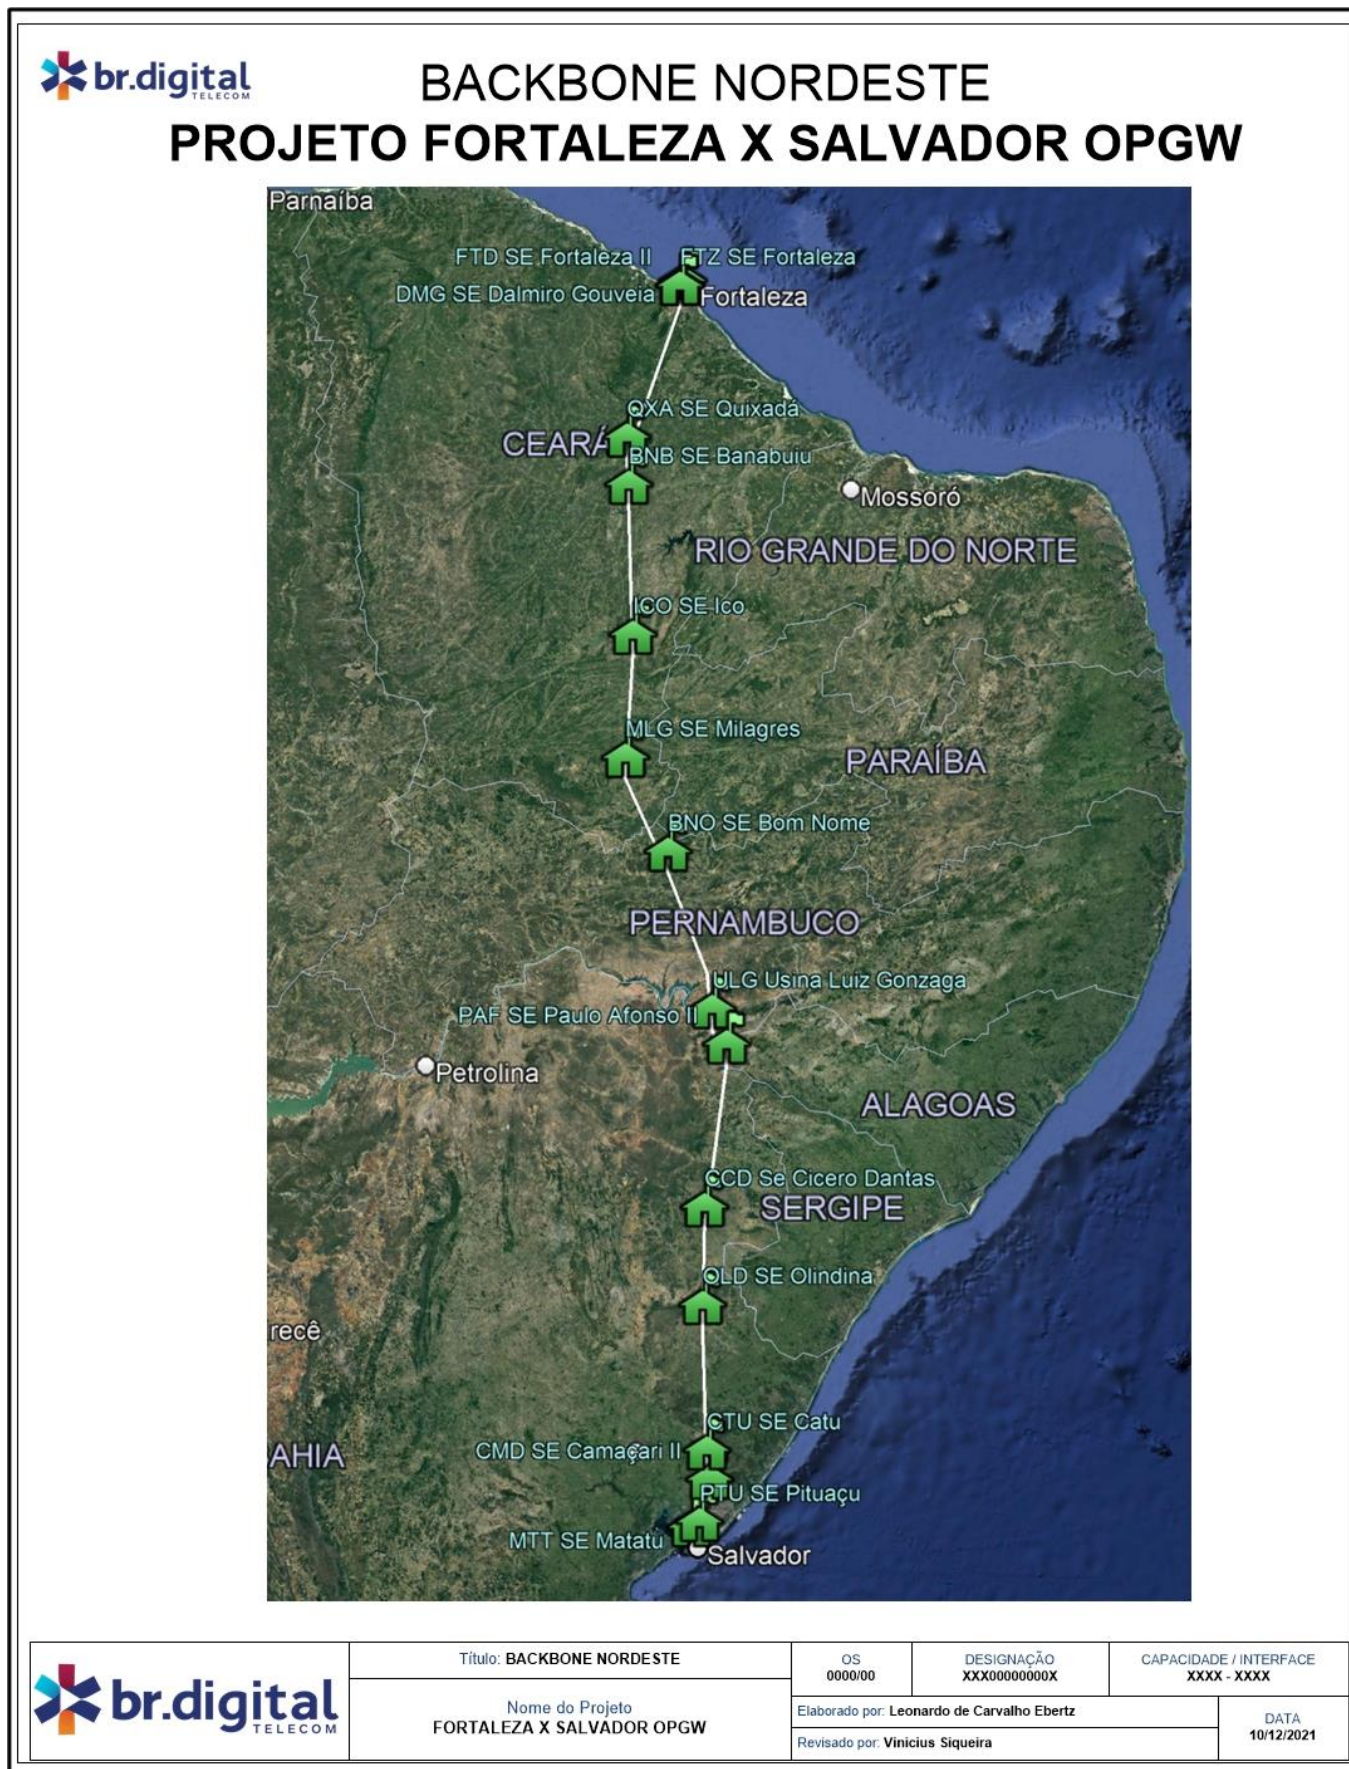 br.digital
TELECOM
BACKBONE NORDESTE
PROJETO FORTALEZA X SALVADOR OPGW
Parnaíba
FTD SE Fortaleza II
FTZ SE Fortaleza
DMG SE Dalmiro Gouveia
Fortaleza
QXA SE Quixadá
CEARÁ
BNB SE Banabuiu
Mossoró
RIO GRANDE DO NORTE
ICO SE Ico
MLG SE Milagres
PARAÍBA
BNO SE Bom Nome
PERNAMBUCO
ULG Usina Luiz Gonzaga
PAF SE Paulo Afonso II
Petrolina
ALAGOAS
CCD Se Cicero Dantas
SERGIPE
OLD SE Olindina
recê
CTU SE Catu
CMD SE Camaçari II
AHIA
PTU SE Pituaçu
MTT SE Matatu
Salvador
br.digital
TELECOM
Título: BACKBONE NORDESTE
Nome do Projeto
FORTALEZA X SALVADOR OPGW
OS
0000/00
DESIGNAÇÃO
XXX00000000X
CAPACIDADE / INTERFACE
XXXX - XXXX
Elaborado por: Leonardo de Carvalho Ebertz
Revisado por: Vinicius Siqueira
DATA
10/12/2021